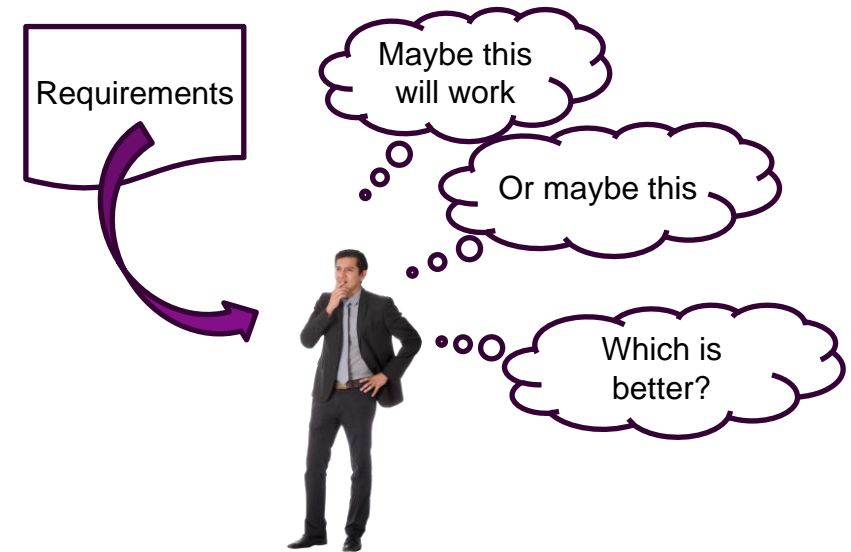 Requirements
Maybe this
will work
Or maybe this
Which is
better?